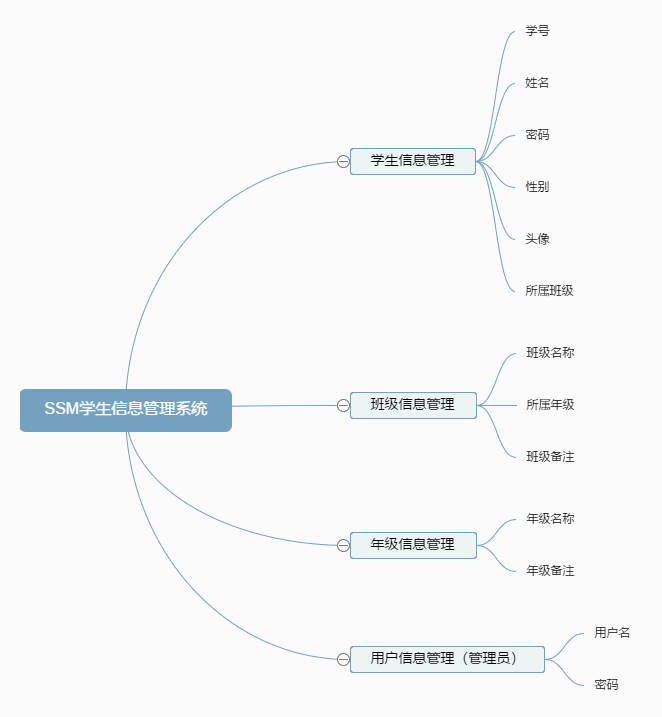 SSM学生信息管理系统
学生信息管理
学号
姓名
密码
性别
头像
所属班级
班级信息管理
班级名称
所属年级
班级备注
年级信息管理
年级名称
年级备注
用户信息管理（管理员）
用户名
密码